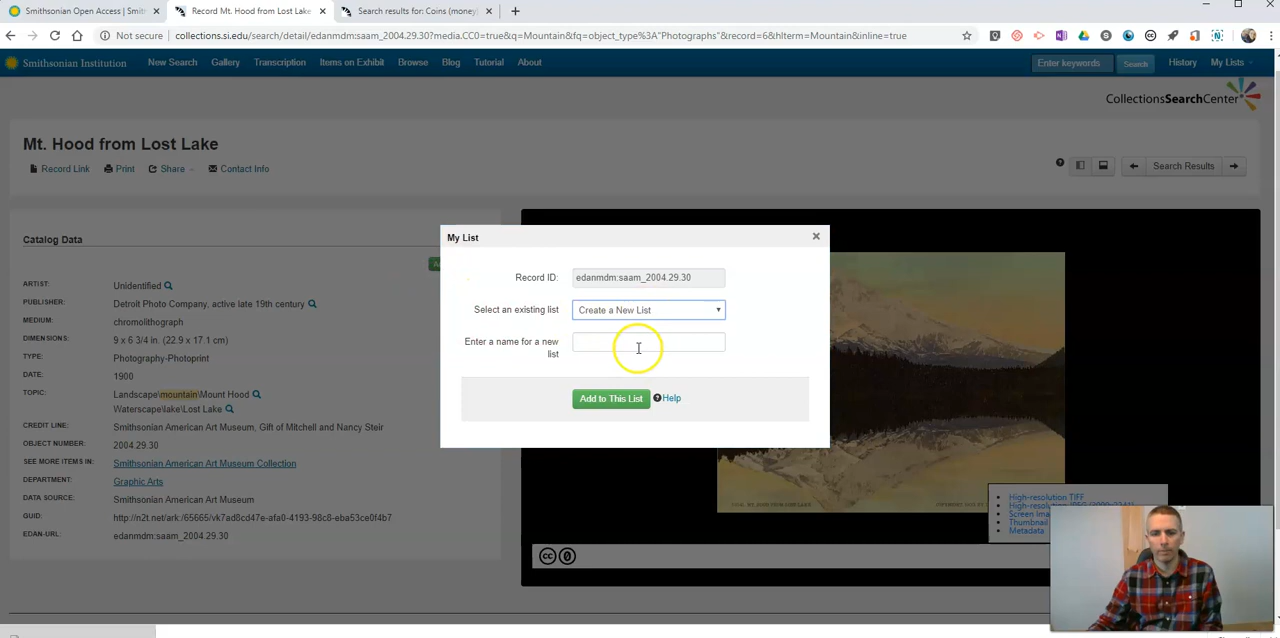 Smithsonian Open Access |
Record Mt. Hood from Lost Lake
Search results for: Coins (money)
Not secure | collections.si.edu/search/detail/edanmdm:saam_2004.29.30?media.CC0=true&q=Mountain&fq=object_type%3A"Photographs"&record=6&hlterm=Mountain&inline=true
Smithsonian Institution New Search Gallery Transcription Items on Exhibit Browse Blog Tutorial About Enter keywords Search History My Lists
CollectionsSearchCenter
Mt. Hood from Lost Lake
Record Link Print Share Contact Info
Search Results
Catalog Data
ARTIST: Unidentified
PUBLISHER: Detroit Photo Company, active late 19th century
MEDIUM: chromolithograph
DIMENSIONS: 9 x 6 3/4 in. (22.9 x 17.1 cm)
TYPE: Photography-Photoprint
DATE: 1900
TOPIC: Landscape\mountain\Mount Hood
Waterscape\lake\Lost Lake
CREDIT LINE: Smithsonian American Art Museum, Gift of Mitchell and Nancy Steir
OBJECT NUMBER: 2004.29.30
SEE MORE ITEMS IN: Smithsonian American Art Museum Collection
DEPARTMENT: Graphic Arts
DATA SOURCE: Smithsonian American Art Museum
GUID: http://n2t.net/ark:/65665/vk7ad8cd47e-afa0-4193-98c8-eba53ce0f4b7
EDAN-URL: edanmdm:saam_2004.29.30
My List
Record ID: edanmdm:saam_2004.29.30
Select an existing list Create a New List
Enter a name for a new
list
Add to This List Help
High-resolution TIFF
High-resolution JPEG
Screen Ima
Thumbnail
Metadata